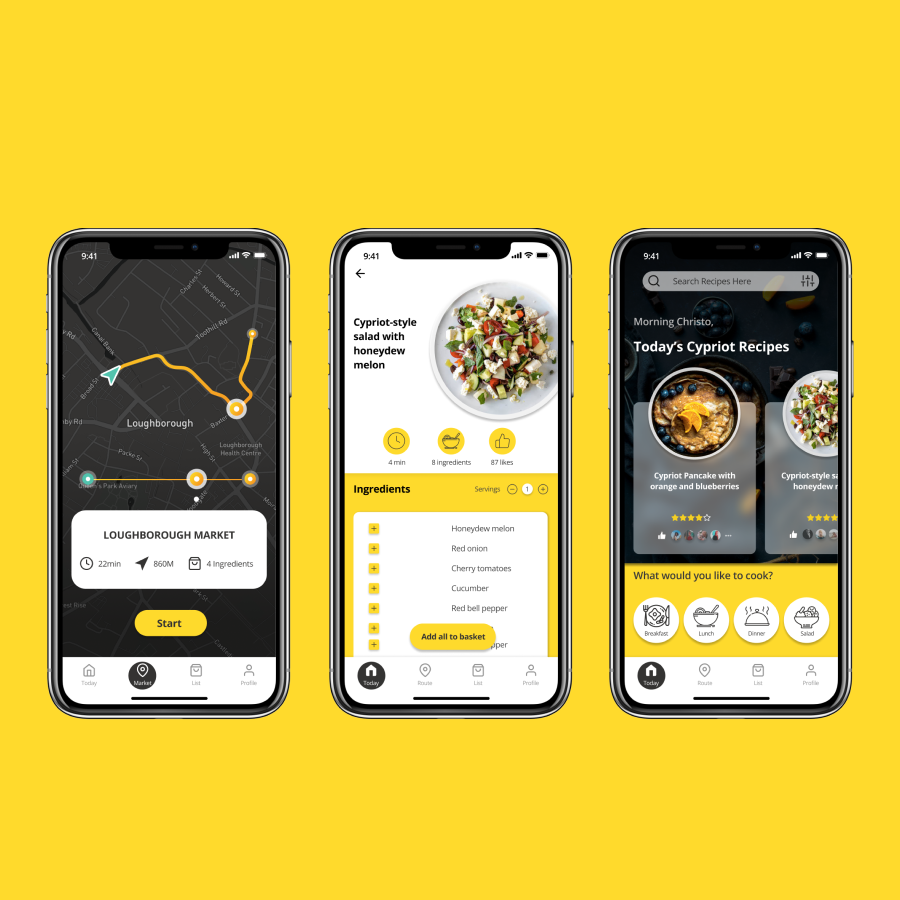 9:41
Charles St
Howard St
Herbert St
Toothill Rd
Canal Bank
Broad St
Loughborough
Packe St
Loughborough
Health Centre
Queen's Park Aviary
LOUGHBOROUGH MARKET
22min
860M
4 Ingredients
Start
Today
Market
List
Profile
9:41
Cypriot-style
salad with
honeydew
melon
4 min
8 ingredients
87 likes
Ingredients
Servings
1
Honeydew melon
Red onion
Cherry tomatoes
Cucumber
Red bell pepper
Add all to basket
Today
Route
List
Profile
9:41
Search Recipes Here
Morning Christo,
Today's Cypriot Recipes
Cypriot Pancake with
orange and blueberries
Cypriot-style sa
honeydew m
What would you like to cook?
Breakfast
Lunch
Dinner
Salad
Today
Route
List
Profile